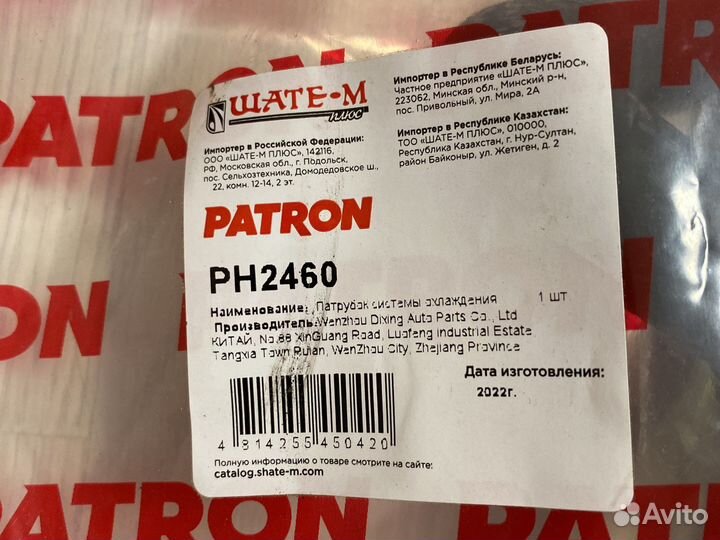 ШАТЕ-М
ПЛЮС
Импортер в Российской Федерации:
ООО «ШАТЕ-М ПЛЮС», 142116,
РФ, Московская обл., г. Подольск,
пос. Сельхозтехника, Домодедовское ш.,
22, комн. 12-14, 2 эт.
Импортер в Республике Беларусь:
Частное предприятие «ШАТЕ-М ПЛЮС»,
223062, Минская обл., Минский р-н,
пос. Привольный, ул. Мира, 2А
Импортер в Республике Казахстан:
ТОО «ШАТЕ-М ПЛЮС», 010000,
Республика Казахстан, г. Нур-Султан,
район Байконыр, ул. Жетиген, д. 2
PATRON
PH2460
Наименование: Патрубок системы охлаждения 1 шт
Производитель: Wenzhou Dixing Auto Parts Co., Ltd
КИТАЙ, No.88 XinGuang Road, Luofeng Industrial Estate
Tangxia Town Ruian, WenZhou City, Zhejiang Province
Дата изготовления:
2022г.
4 814255 450420
Полную информацию о товаре смотрите на сайте:
catalog.shate-m.com
PATRON
PATRON
PATRON
PATRON
Avito